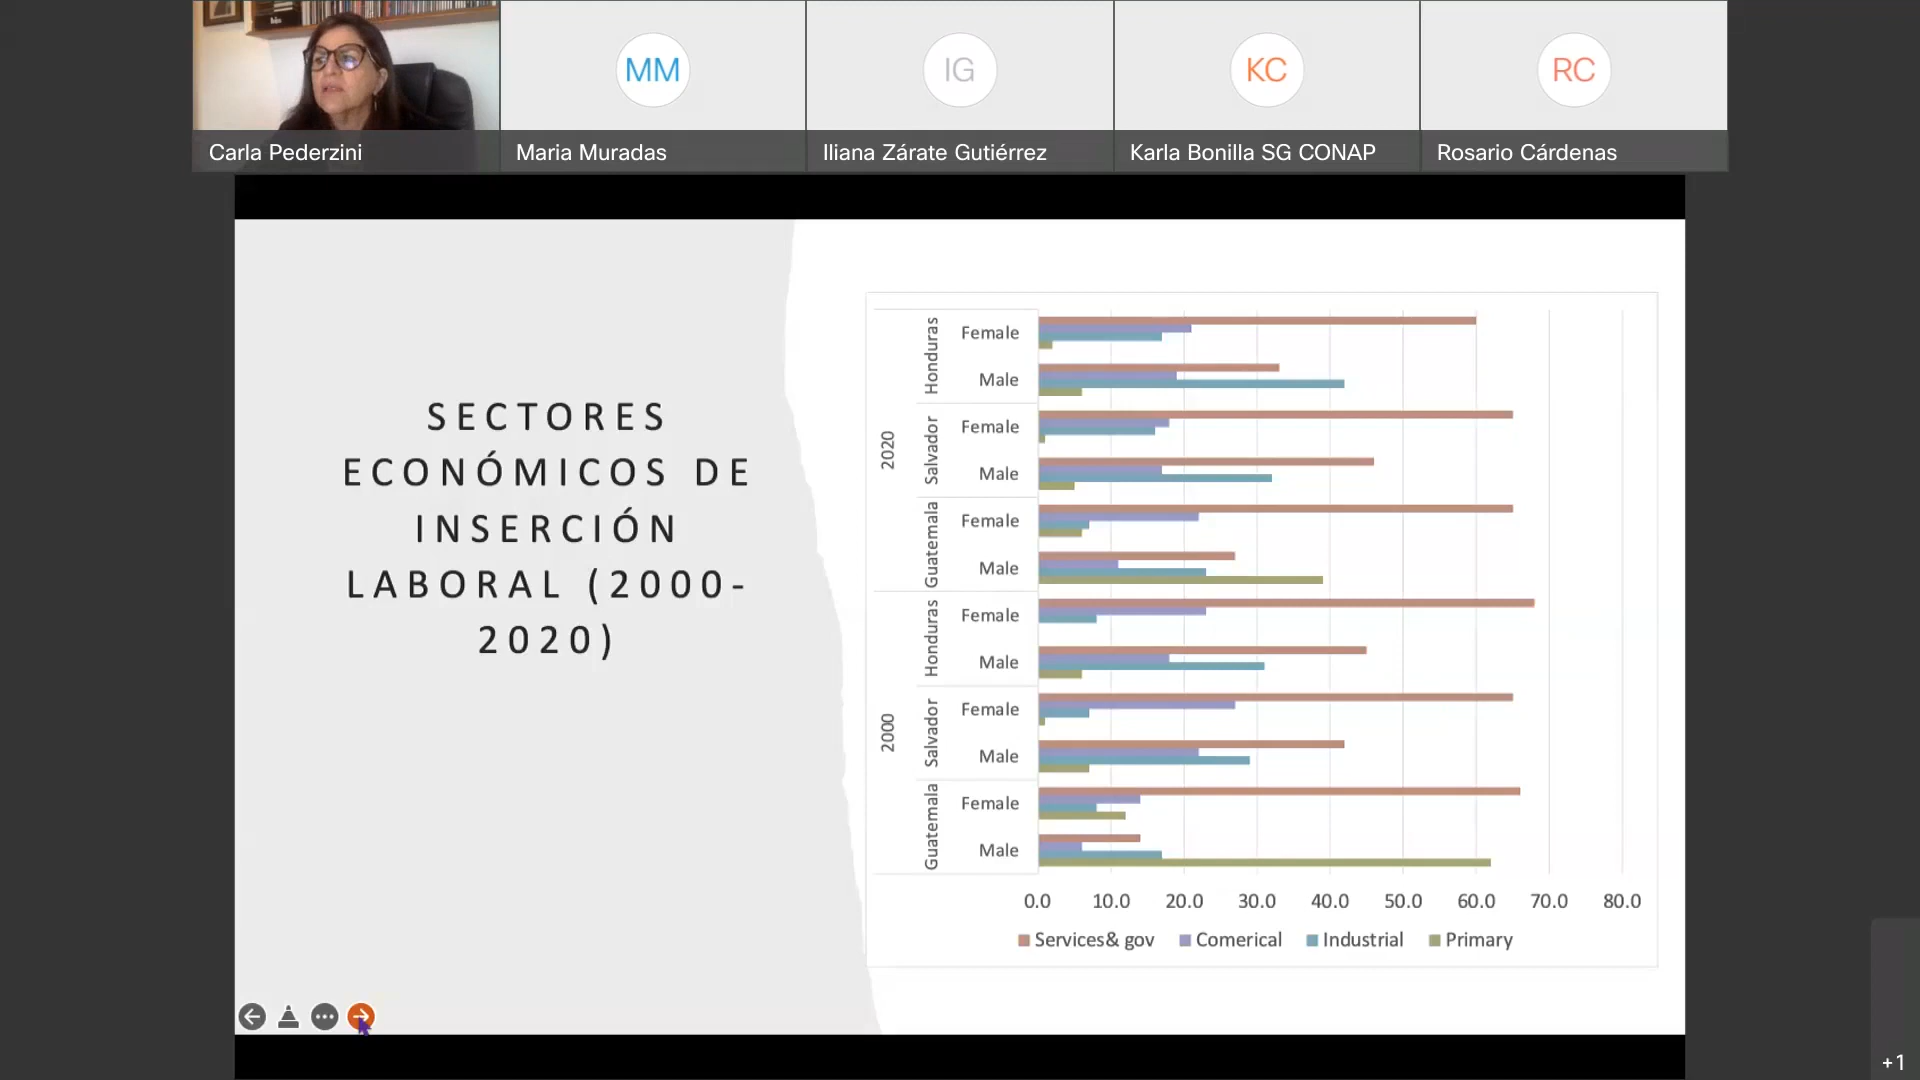 MM
IG
KC
RC
Carla Pederzini
Maria Muradas
Iliana Zárate Gutiérrez
Karla Bonilla SG CONAP
Rosario Cárdenas
SECTORES
ECONÓMICOS DE
INSERCIÓN
LABORAL (2000-
2020)
2020
Honduras
Female
Male
Salvador
Female
Male
Guatemala
Female
Male
2000
Honduras
Female
Male
Salvador
Female
Male
Guatemala
Female
Male
0.0 10.0 20.0 30.0 40.0 50.0 60.0 70.0 80.0
Services& gov Comerical Industrial Primary
+1